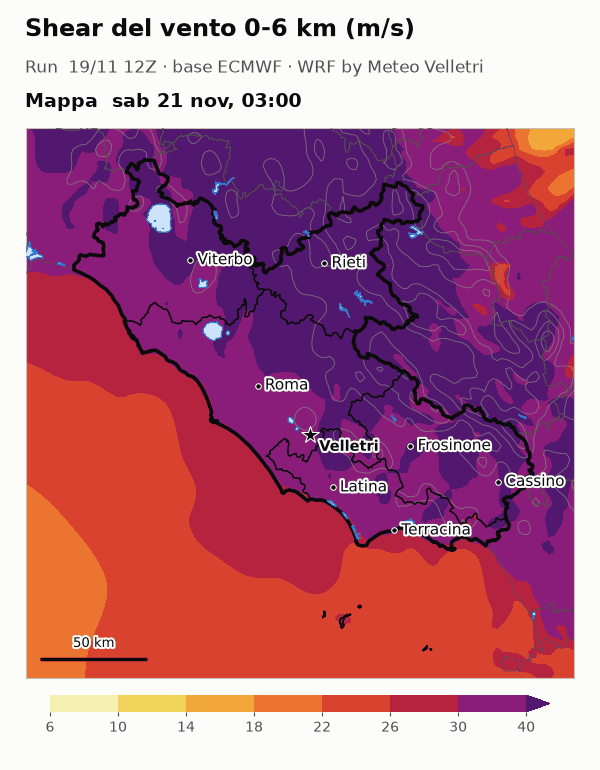 Shear del vento 0-6 km (m/s)
Run  19/11 12Z · base ECMWF · WRF by Meteo Velletri
Mappa  sab 21 nov, 03:00
Viterbo
Rieti
Roma
Velletri
Frosinone
Cassino
Latina
Terracina
50 km
6 10 14 18 22 26 30 40